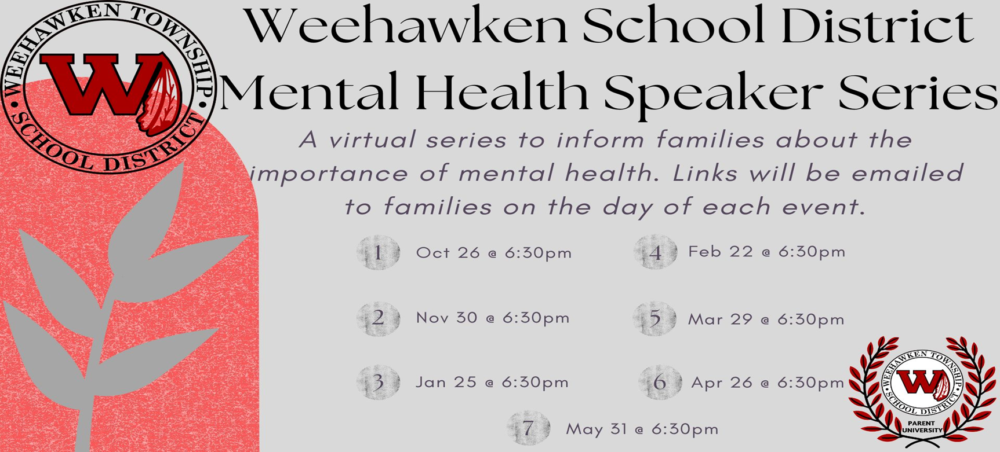 WEEHAWKEN TOWNSHIP
• SCHOOL DISTRICT •
W
Weehawken School District
Mental Health Speaker Series
A virtual series to inform families about the
importance of mental health. Links will be emailed
to families on the day of each event.
1 Oct 26 @ 6:30pm
2 Nov 30 @ 6:30pm
3 Jan 25 @ 6:30pm
4 Feb 22 @ 6:30pm
5 Mar 29 @ 6:30pm
6 Apr 26 @ 6:30pm
7 May 31 @ 6:30pm
WEEHAWKEN TOWNSHIP
• SCHOOL DISTRICT •
W
PARENT
UNIVERSITY